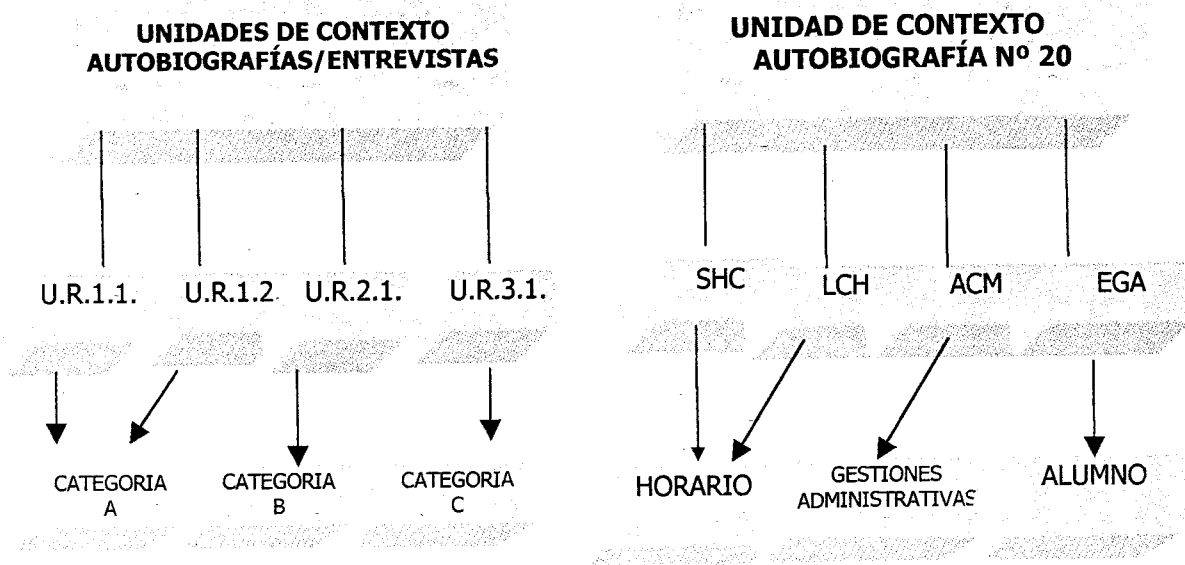 UNIDADES DE CONTEXTO
AUTOBIOGRAFÍAS/ENTREVISTAS
U.R.1.1.
U.R.1.2
U.R.2.1.
U.R.3.1.
CATEGORIA
A
CATEGORIA
B
CATEGORIA
C
UNIDAD DE CONTEXTO
AUTOBIOGRAFÍA Nº 20
SHC
LCH
ACM
EGA
HORARIO
GESTIONES
ADMINISTRATIVAS
ALUMNO